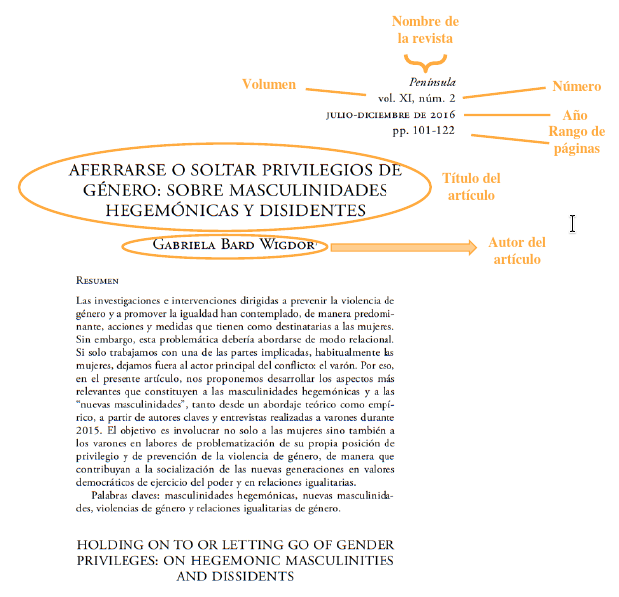 Nombre de
la revista
Volumen
Península
vol. XI, núm. 2
Número
JULIO-DICIEMBRE DE 2016
Año
pp. 101-122
Rango de
páginas
AFERRARSE O SOLTAR PRIVILEGIOS DE
GÉNERO: SOBRE MASCULINIDADES
HEGEMÓNICAS Y DISIDENTES
Título del
artículo
Gabriela Bard Wigdor¹
Autor del
artículo
Resumen
Las investigaciones e intervenciones dirigidas a prevenir la violencia de
género y a promover la igualdad han contemplado, de manera predomi-
nante, acciones y medidas que tienen como destinatarias a las mujeres.
Sin embargo, esta problemática debería abordarse de modo relacional.
Si solo trabajamos con una de las partes implicadas, habitualmente las
mujeres, dejamos fuera al actor principal del conflicto: el varón. Por eso,
en el presente artículo, nos proponemos desarrollar los aspectos más
relevantes que constituyen a las masculinidades hegemónicas y a las
“nuevas masculinidades”, tanto desde un abordaje teórico como empí-
rico, a partir de autores claves y entrevistas realizadas a varones durante
2015. El objetivo es involucrar no solo a las mujeres sino también a
los varones en labores de problematización de su propia posición de
privilegio y de prevención de la violencia de género, de manera que
contribuyan a la socialización de las nuevas generaciones en valores
democráticos de ejercicio del poder y en relaciones igualitarias.
Palabras claves: masculinidades hegemónicas, nuevas masculinida-
des, violencias de género y relaciones igualitarias de género.
HOLDING ON TO OR LETTING GO OF GENDER
PRIVILEGES: ON HEGEMONIC MASCULINITIES
AND DISSIDENTS